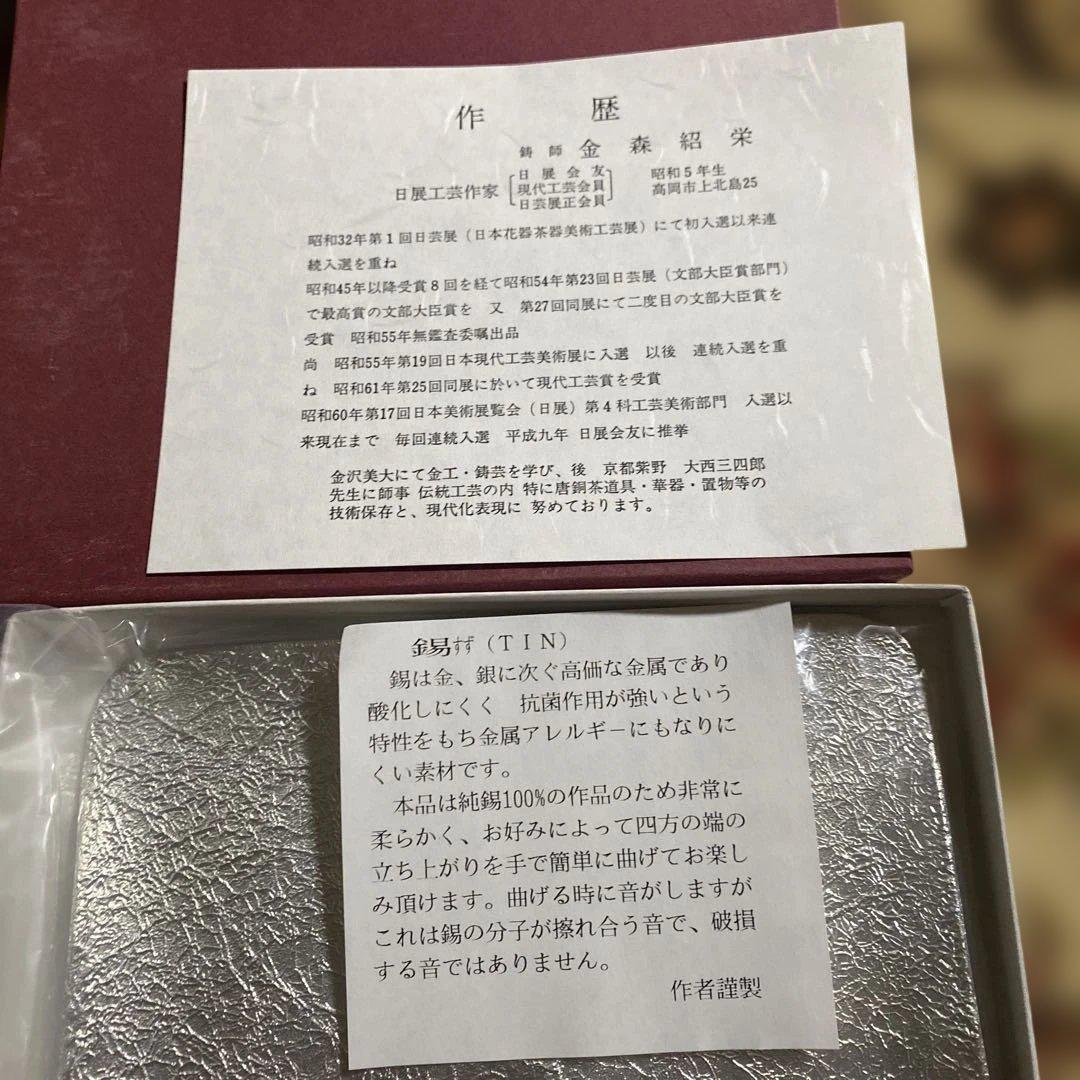 作 歴
鋳師 金森紹栄
日展工芸作家 日展会友 昭和5年生
現代工芸会員 高岡市上北島25
日芸展正会員
昭和32年第1回日芸展(日本花器茶器美術工芸展)にて初入選以来連
続入選を重ね
昭和45年以降受賞8回を経て昭和54年第23回日芸展(文部大臣賞部門)
で最高賞の文部大臣賞を 又 第27回同展にて二度目の文部大臣賞を
受賞 昭和55年無鑑査委嘱出品
尚 昭和55年第19回日本現代工芸美術展に入選 以後 連続入選を重
ね 昭和61年第25回同展に於いて現代工芸賞を受賞
昭和60年第17回日本美術展覧会(日展)第4科工芸美術部門 入選以
来現在まで 毎回連続入選 平成九年 日展会友に推挙
金沢美大にて金工・鋳芸を学び、後 京都紫野 大西三四郎
先生に師事 伝統工芸の内 特に唐銅茶道具・華器・置物等の
技術保存と、現代化表現に 努めております。
錫すず(TIN)
錫は金、銀に次ぐ高価な金属であり
酸化しにくく 抗菌作用が強いという
特性をもち金属アレルギーにもなりに
くい素材です。
本品は純錫100%の作品のため非常に
柔らかく、お好みによって四方の端の
立ち上がりを手で簡単に曲げてお楽し
み頂けます。曲げる時に音がしますが
これは錫の分子が擦れ合う音で、破損
する音ではありません。
作者謹製